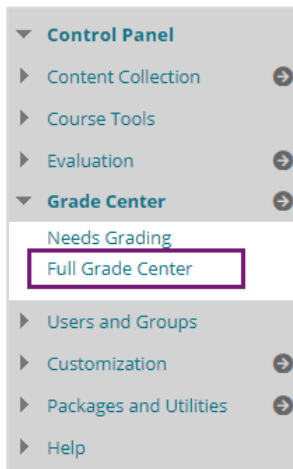 Control Panel
Content Collection
Course Tools
Evaluation
Grade Center
Needs Grading
Full Grade Center
Users and Groups
Customization
Packages and Utilities
Help